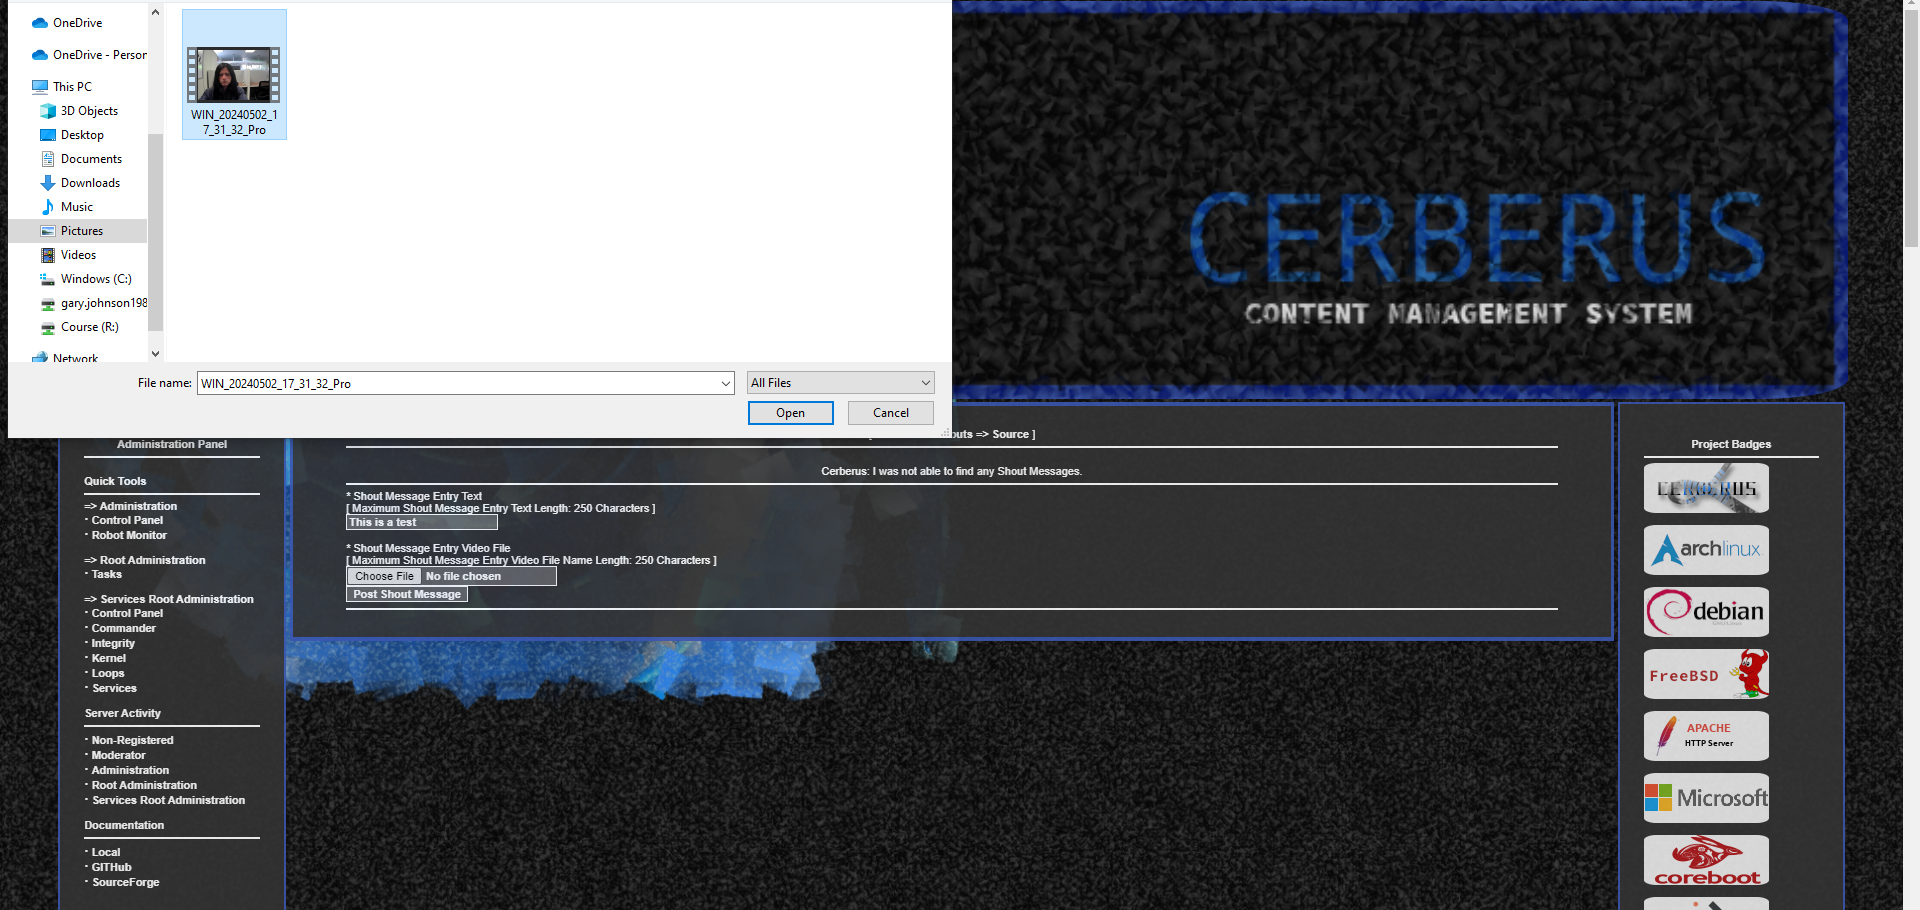 OneDrive
OneDrive - Person
This PC
3D Objects
Desktop
Documents
Downloads
Music
Pictures
Videos
Windows (C:)
gary.johnson198
Course (R:)
Network
WIN_20240502_1
7_31_32_Pro
File name: WIN_20240502_17_31_32_Pro
All Files
Open Cancel
CERBERUS
CONTENT MANAGEMENT SYSTEM
Administration Panel
Quick Tools
=> Administration
· Control Panel
· Robot Monitor
=> Root Administration
· Tasks
=> Services Root Administration
· Control Panel
· Commander
· Integrity
· Kernel
· Loops
· Services
Server Activity
· Non-Registered
· Moderator
· Administration
· Root Administration
· Services Root Administration
Documentation
· Local
· GITHub
· SourceForge
=> Source ]
Cerberus: I was not able to find any Shout Messages.
* Shout Message Entry Text
[ Maximum Shout Message Entry Text Length: 250 Characters ]
This is a test
* Shout Message Entry Video File
[ Maximum Shout Message Entry Video File Name Length: 250 Characters ]
Choose File No file chosen
Post Shout Message
Project Badges
CERBERUS
archlinux
debian
FreeBSD
APACHE
HTTP Server
Microsoft
coreboot